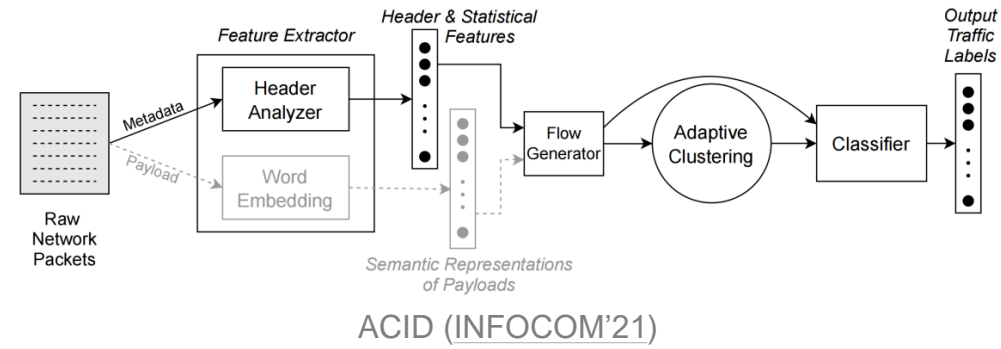 Header & Statistical
Features
Output
Traffic
Labels
Feature Extractor
Metadata
Header
Analyzer
Payload
Word
Embedding
Flow
Generator
Adaptive
Clustering
Classifier
Raw
Network
Packets
Semantic Representations
of Payloads
ACID (INFOCOM'21)